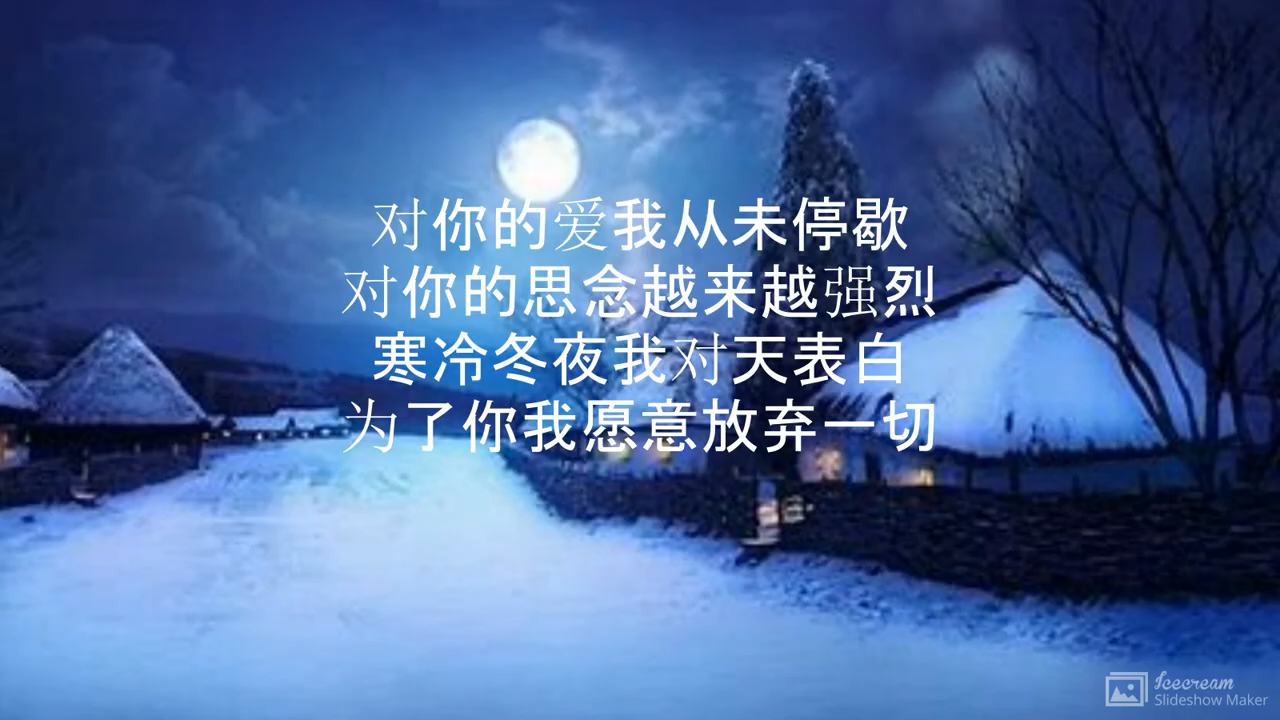 对你的爱我从未停歇
对你的思念越来越强烈
寒冷冬夜我对天表白
为了你我愿意放弃一切
Icecream
Slideshow Maker